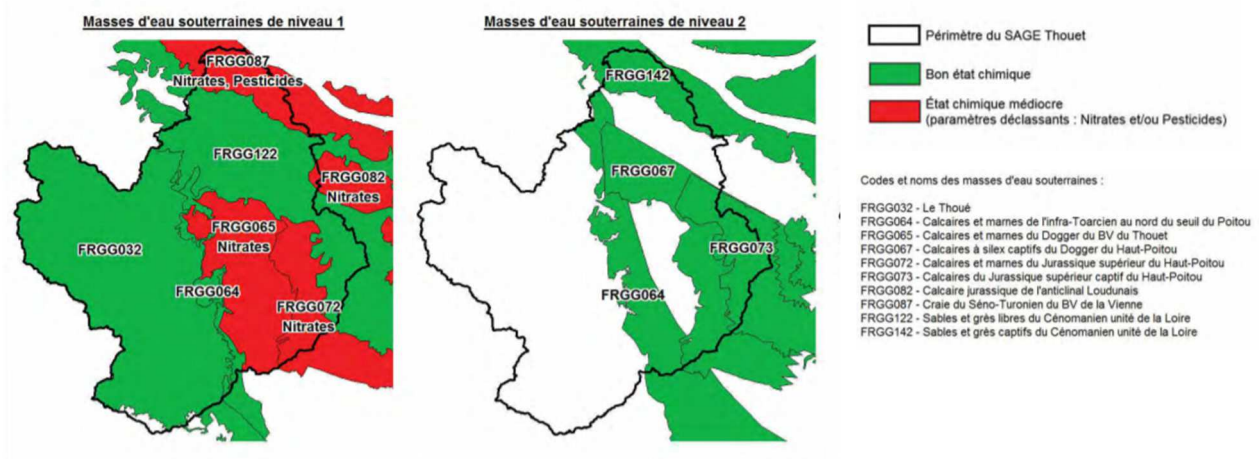 Masses d'eau souterraines de niveau 1
FRGG087
Nitrates, Pesticides
FRGG122
FRGG082
Nitrates
FRGG065
Nitrates
FRGG032
FRGG064
FRGG072
Nitrates
Masses d'eau souterraines de niveau 2
FRGG142
FRGG067
FRGG073
FRGG064
Périmètre du SAGE Thouet
Bon état chimique
État chimique médiocre
(paramètres déclassants : Nitrates et/ou Pesticides)
Codes et noms des masses d'eau souterraines :
FRGG032 - Le Thoué
FRGG064 - Calcaires et marnes de l'infra-Toarcien au nord du seuil du Poitou
FRGG065 - Calcaires et marnes du Dogger du BV du Thouet
FRGG067 - Calcaires à silex captifs du Dogger du Haut-Poitou
FRGG072 - Calcaires et marnes du Jurassique supérieur du Haut-Poitou
FRGG073 - Calcaires du Jurassique supérieur captif du Haut-Poitou
FRGG082 - Calcaire jurassique de l'anticlinal Loudunais
FRGG087 - Craie du Séno-Turonien du BV de la Vienne
FRGG122 - Sables et grès libres du Cénomanien unité de la Loire
FRGG142 - Sables et grès captifs du Cénomanien unité de la Loire